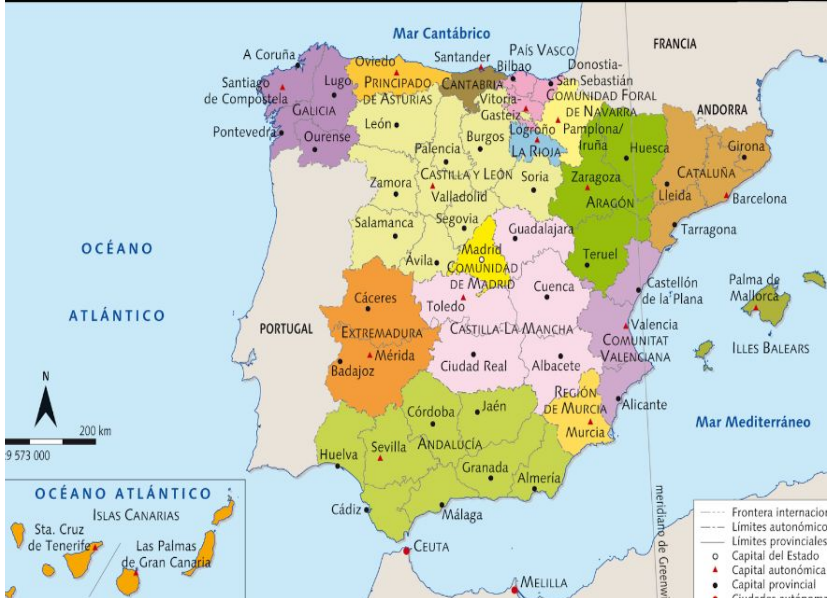 Mar Cantábrico
FRANCIA
A Coruña
Oviedo
Santander
PAÍS VASCO
Bilbao
Donostia-
San Sebastián
Santiago
de Compostela
Lugo
PRINCIPADO
DE ASTURIAS
CANTABRIA
Vitoria-
Gasteiz
COMUNIDAD FORAL
DE NAVARRA
ANDORRA
GALICIA
León
Pontevedra
Ourense
Burgos
Logroño
LA RIOJA
Pamplona/
Iruña
Huesca
Girona
Palencia
CATALUÑA
CASTILLA Y LEÓN
Soria
Zaragoza
Lleida
Barcelona
Zamora
Valladolid
ARAGÓN
Salamanca
Segovia
Guadalajara
Tarragona
OCÉANO
ATLÁNTICO
Ávila
Madrid
COMUNIDAD
DE MADRID
Teruel
Cuenca
Castellón
de la Plana
Palma de
Mallorca
Cáceres
Toledo
PORTUGAL
EXTREMADURA
CASTILLA-LA MANCHA
Valencia
COMUNITAT
VALENCIANA
ILLES BALEARS
Mérida
Badajoz
Ciudad Real
Albacete
N
200 km
9 573 000
Córdoba
Jaén
REGIÓN
DE MURCIA
Alicante
Murcia
Mar Mediterráneo
Sevilla
ANDALUCÍA
Huelva
Granada
Almería
Cádiz
Málaga
CEUTA
MELILLA
meridiano de Greenwi
OCÉANO ATLÁNTICO
ISLAS CANARIAS
Sta. Cruz
de Tenerife
Las Palmas
de Gran Canaria
Frontera internacion
Límites autonómico
Límites provinciales
Capital del Estado
Capital autonómica
Capital provincial
Ciudades autónoma